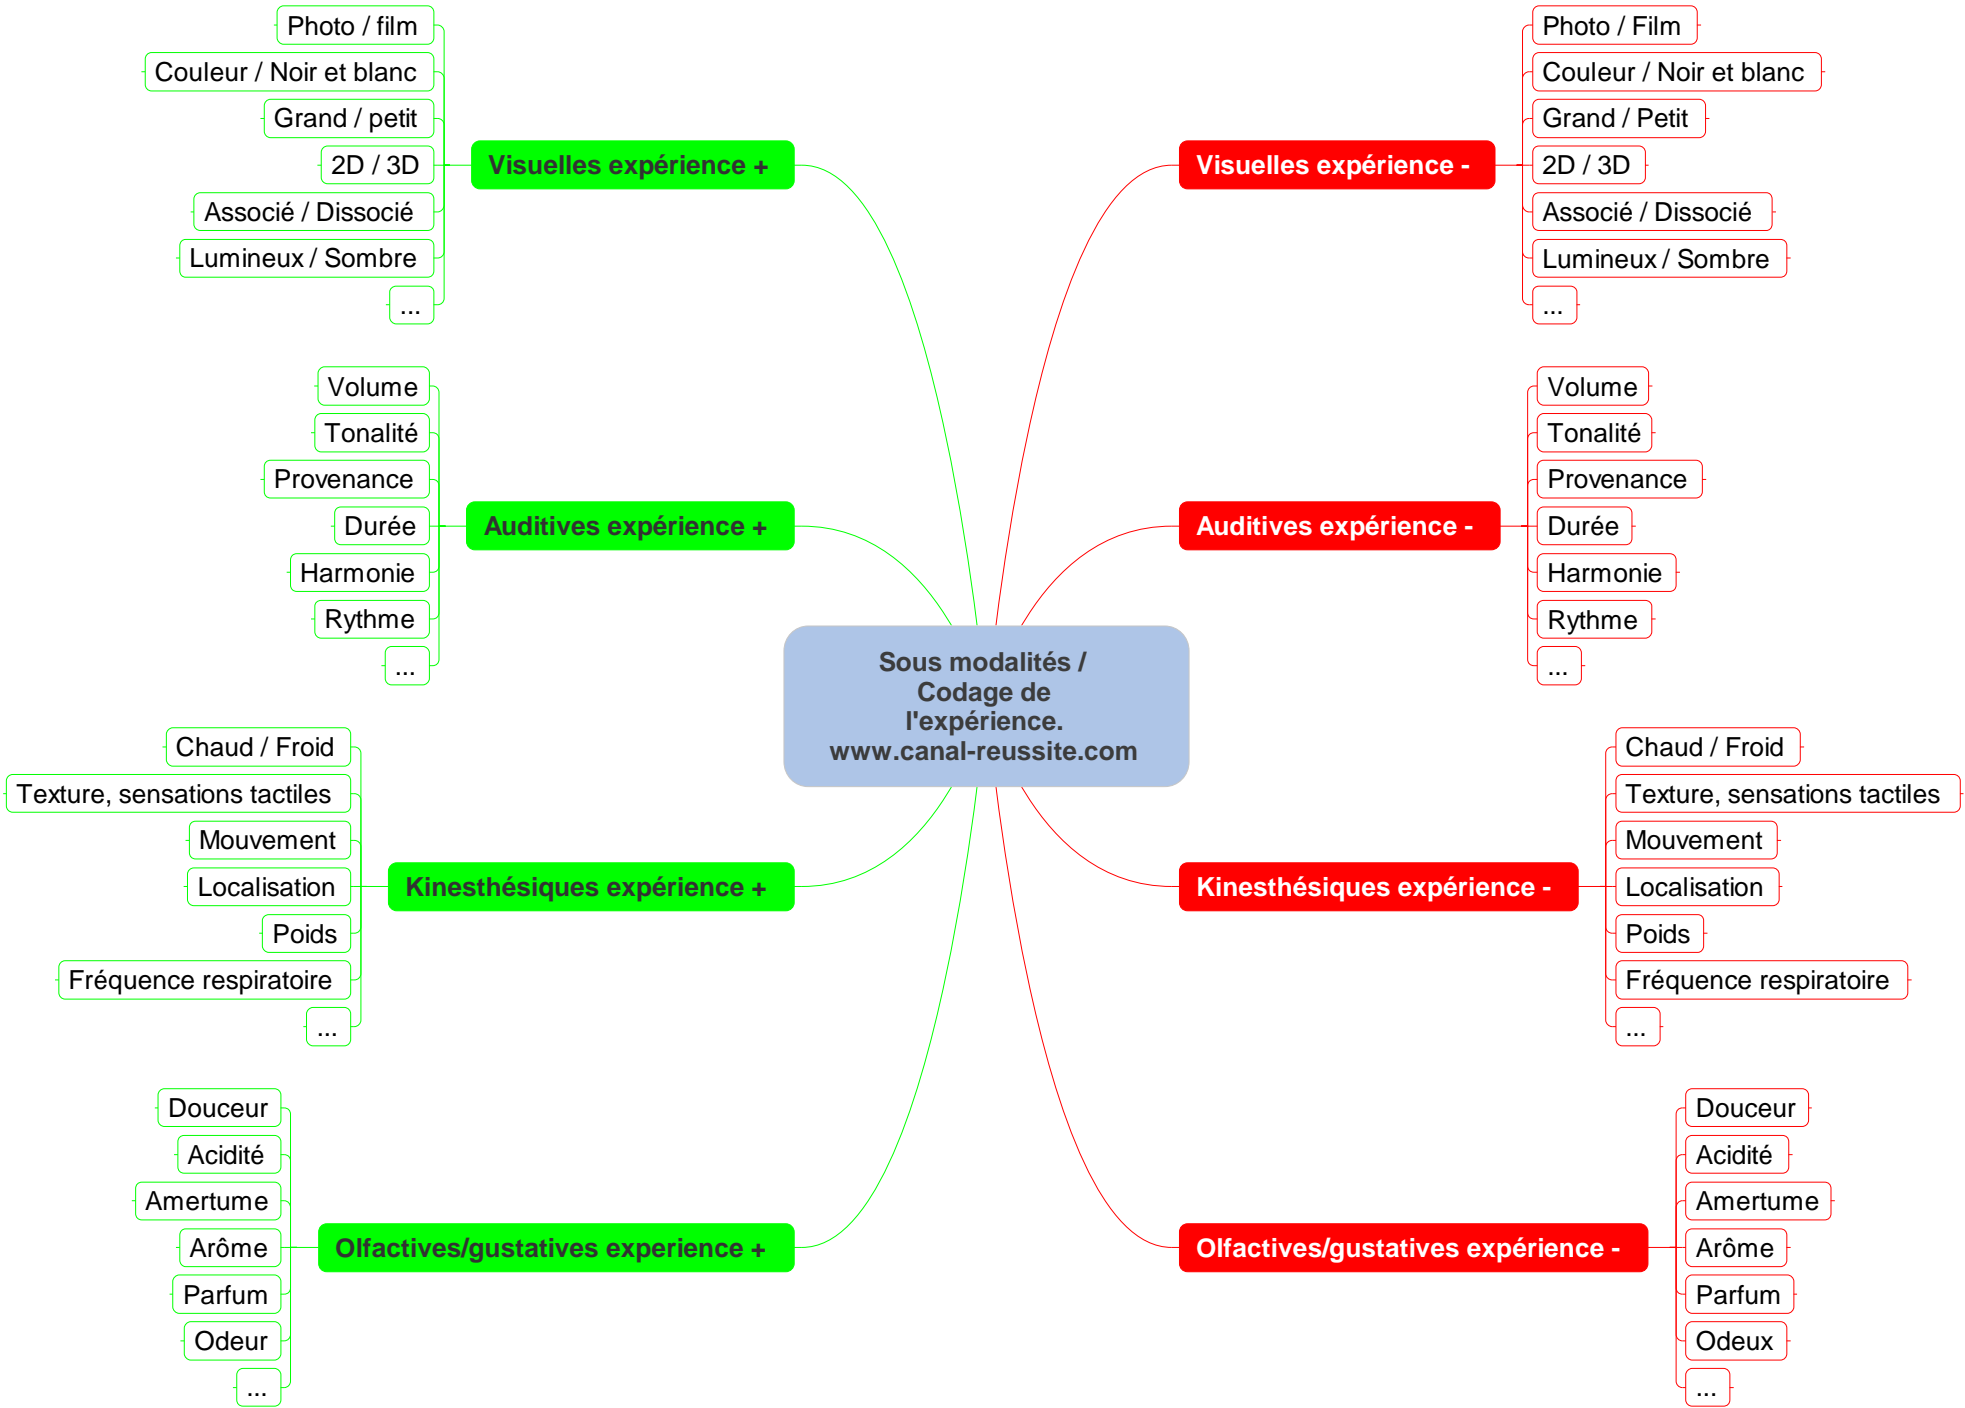 Photo / film
Couleur / Noir et blanc
Grand / petit
2D / 3D
Associé / Dissocié
Lumineux / Sombre
...
Visuelles expérience +
Volume
Tonalité
Provenance
Durée
Harmonie
Rythme
...
Auditives expérience +
Chaud / Froid
Texture, sensations tactiles
Mouvement
Localisation
Poids
Fréquence respiratoire
...
Kinesthésiques expérience +
Douceur
Acidité
Amertume
Arôme
Parfum
Odeur
...
Olfactives/gustatives experience +
Sous modalités /
Codage de
l'expérience.
www.canal-reussite.com
Visuelles expérience -
Photo / Film
Couleur / Noir et blanc
Grand / Petit
2D / 3D
Associé / Dissocié
Lumineux / Sombre
...
Auditives expérience -
Volume
Tonalité
Provenance
Durée
Harmonie
Rythme
...
Kinesthésiques expérience -
Chaud / Froid
Texture, sensations tactiles
Mouvement
Localisation
Poids
Fréquence respiratoire
...
Olfactives/gustatives expérience -
Douceur
Acidité
Amertume
Arôme
Parfum
Odeux
...